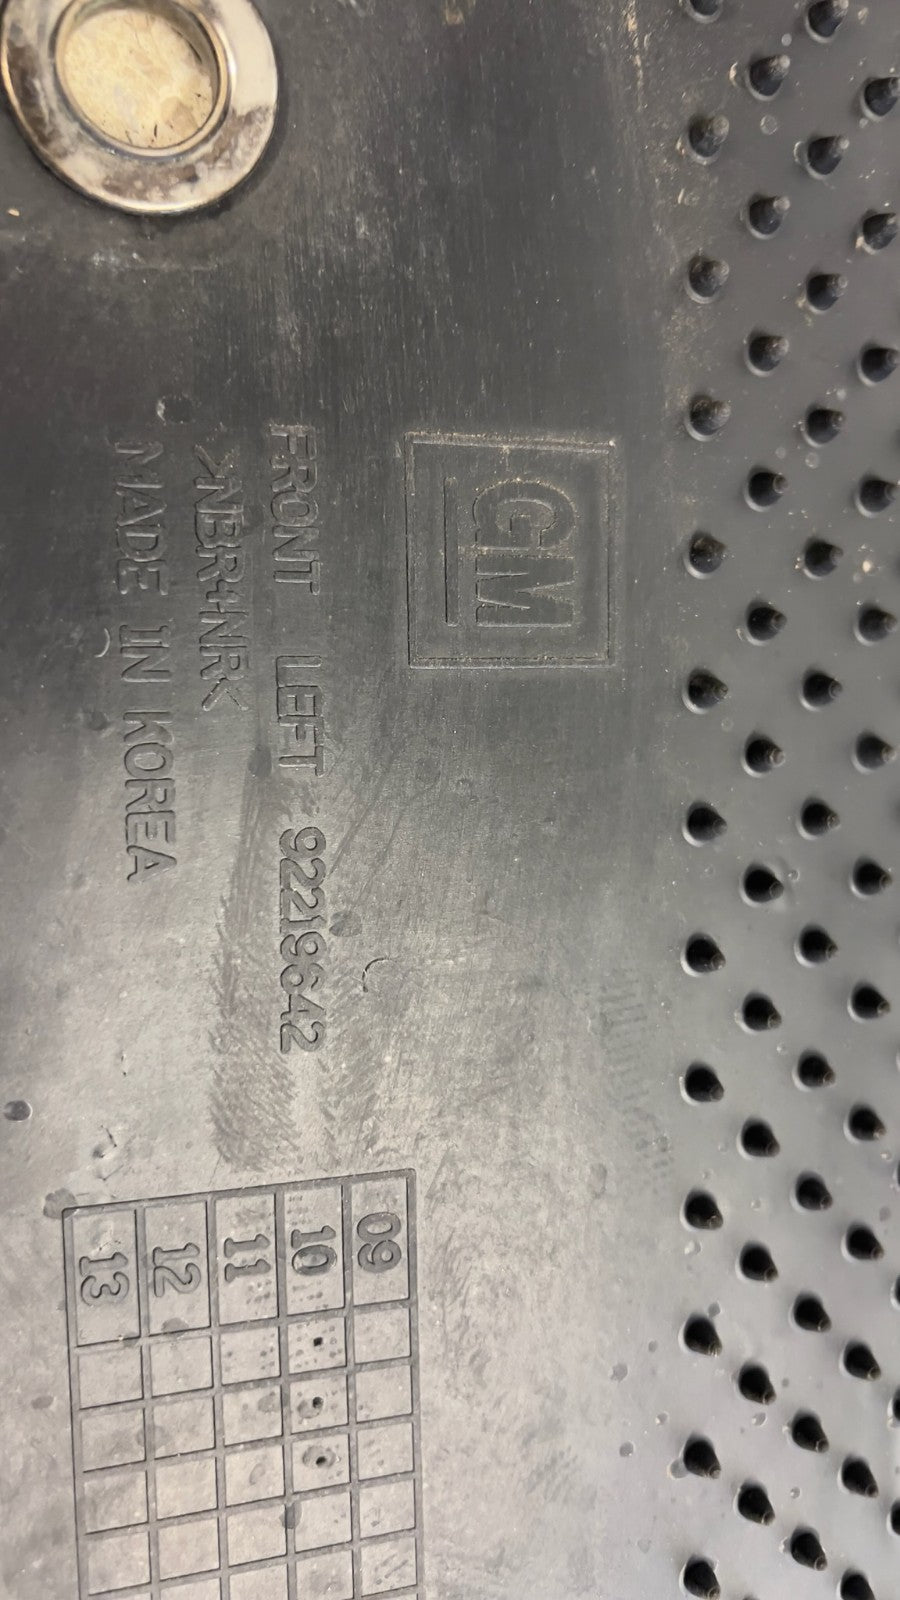 GM
FRONT LEFT 92219642
>NBR+NR<
MADE IN KOREA
09
10
11
12
13